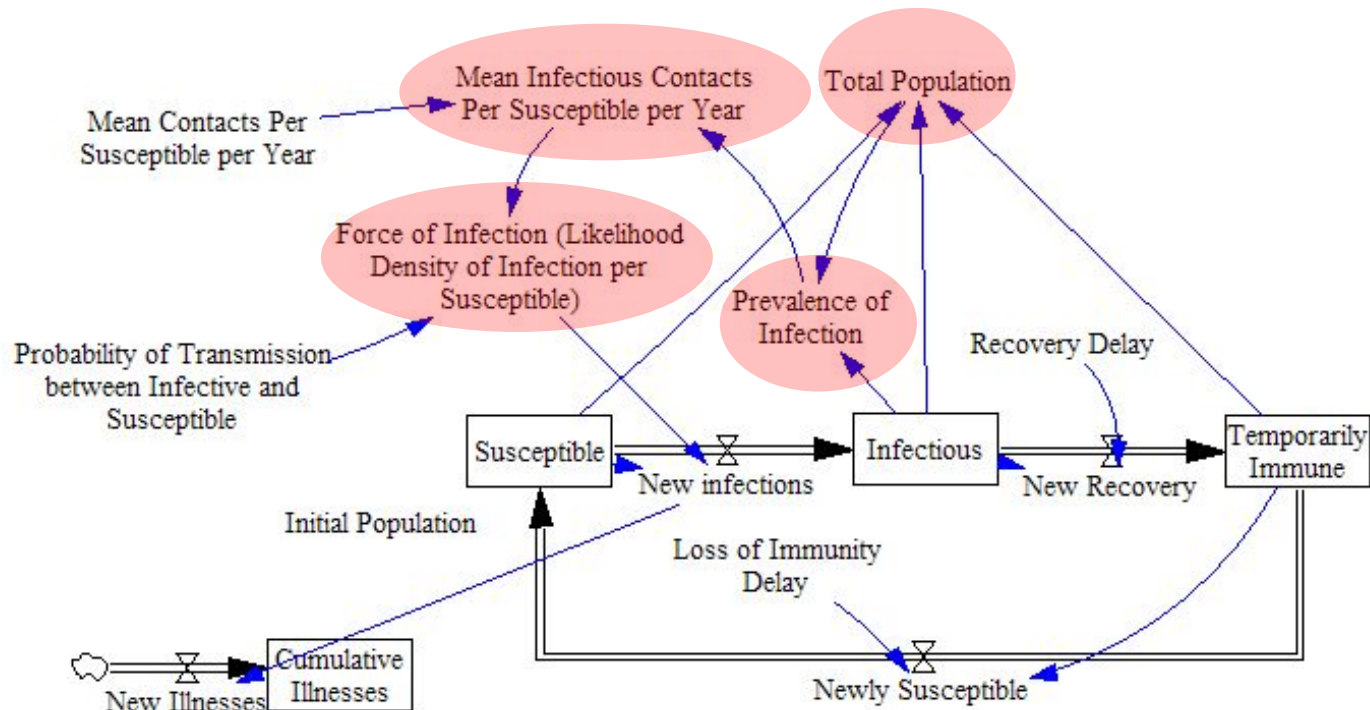 Mean Infectious Contacts
Per Susceptible per Year
Total Population
Mean Contacts Per
Susceptible per Year
Force of Infection (Likelihood
Density of Infection per
Susceptible)
Prevalence of
Infection
Probability of Transmission
between Infective and
Susceptible
Recovery Delay
Susceptible
Infectious
Temporarily
Immune
New infections
New Recovery
Initial Population
Loss of Immunity
Delay
Cumulative
Illnesses
New Illnesses
Newly Susceptible